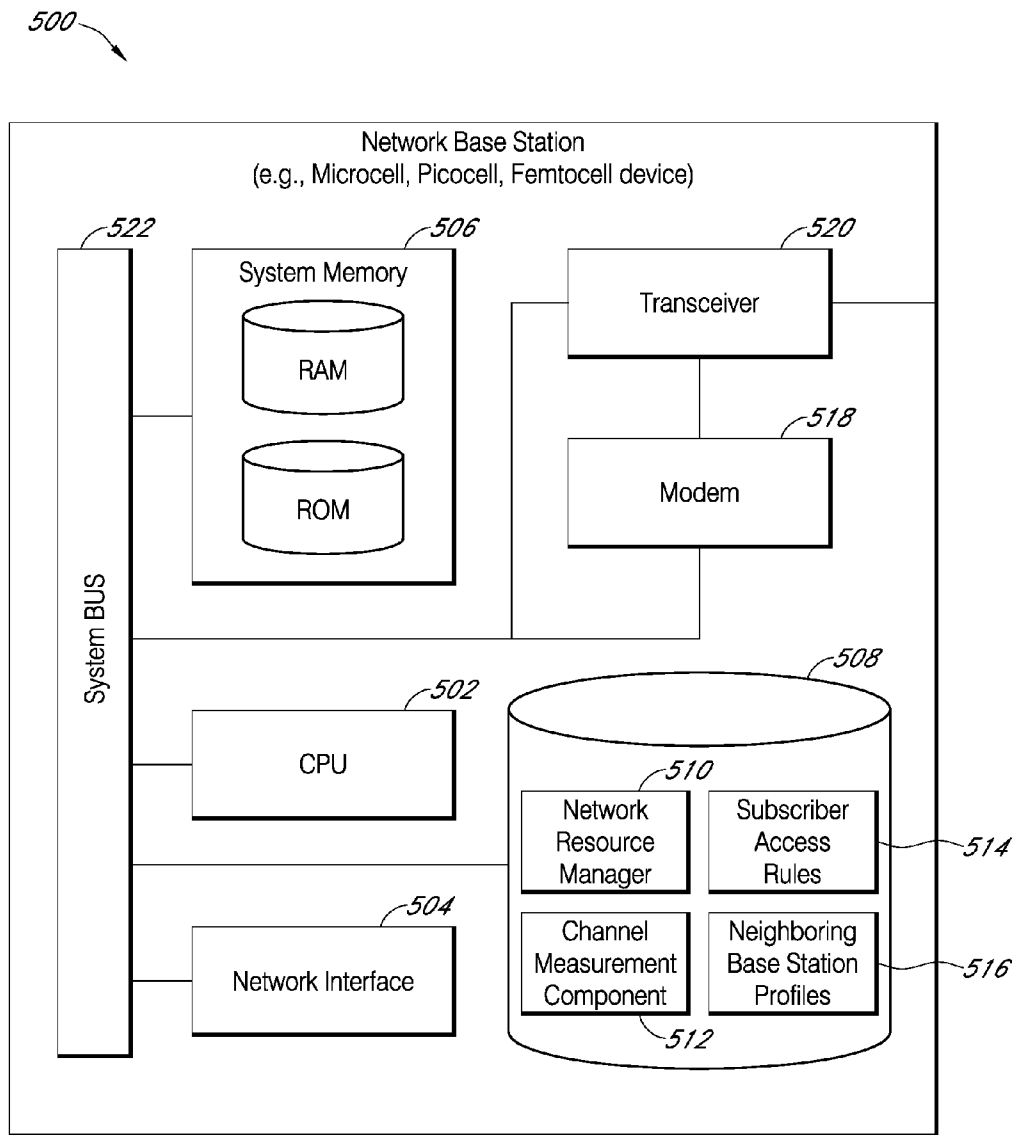 500
Network Base Station
(e.g., Microcell, Picocell, Femtocell device)
522
506
520
System Memory
Transceiver
RAM
518
Modem
ROM
System BUS
508
502
CPU
510
Network
Resource
Manager
Subscriber
Access
Rules
514
504
Network Interface
Channel
Measurement
Component
512
Neighboring
Base Station
Profiles
516